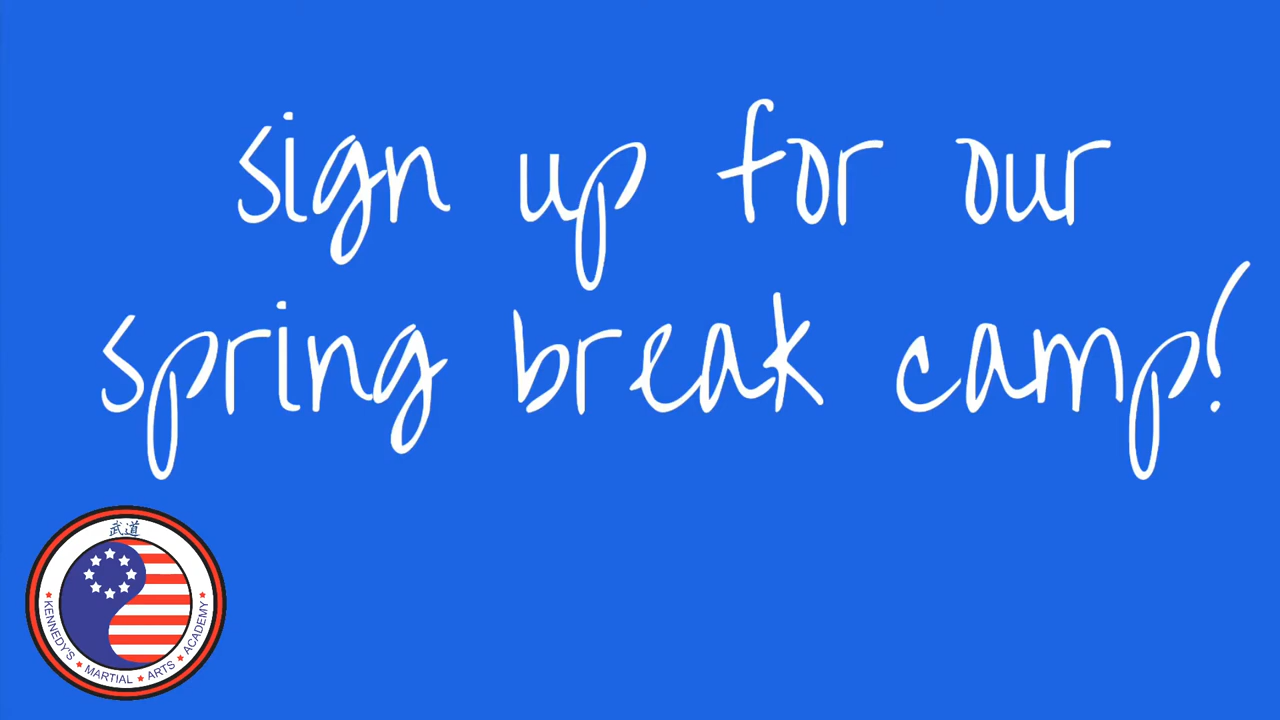 sign up for our
spring break camp!
武道
KENNEDY'S ★ MARTIAL ★ ARTS ★ ACADEMY